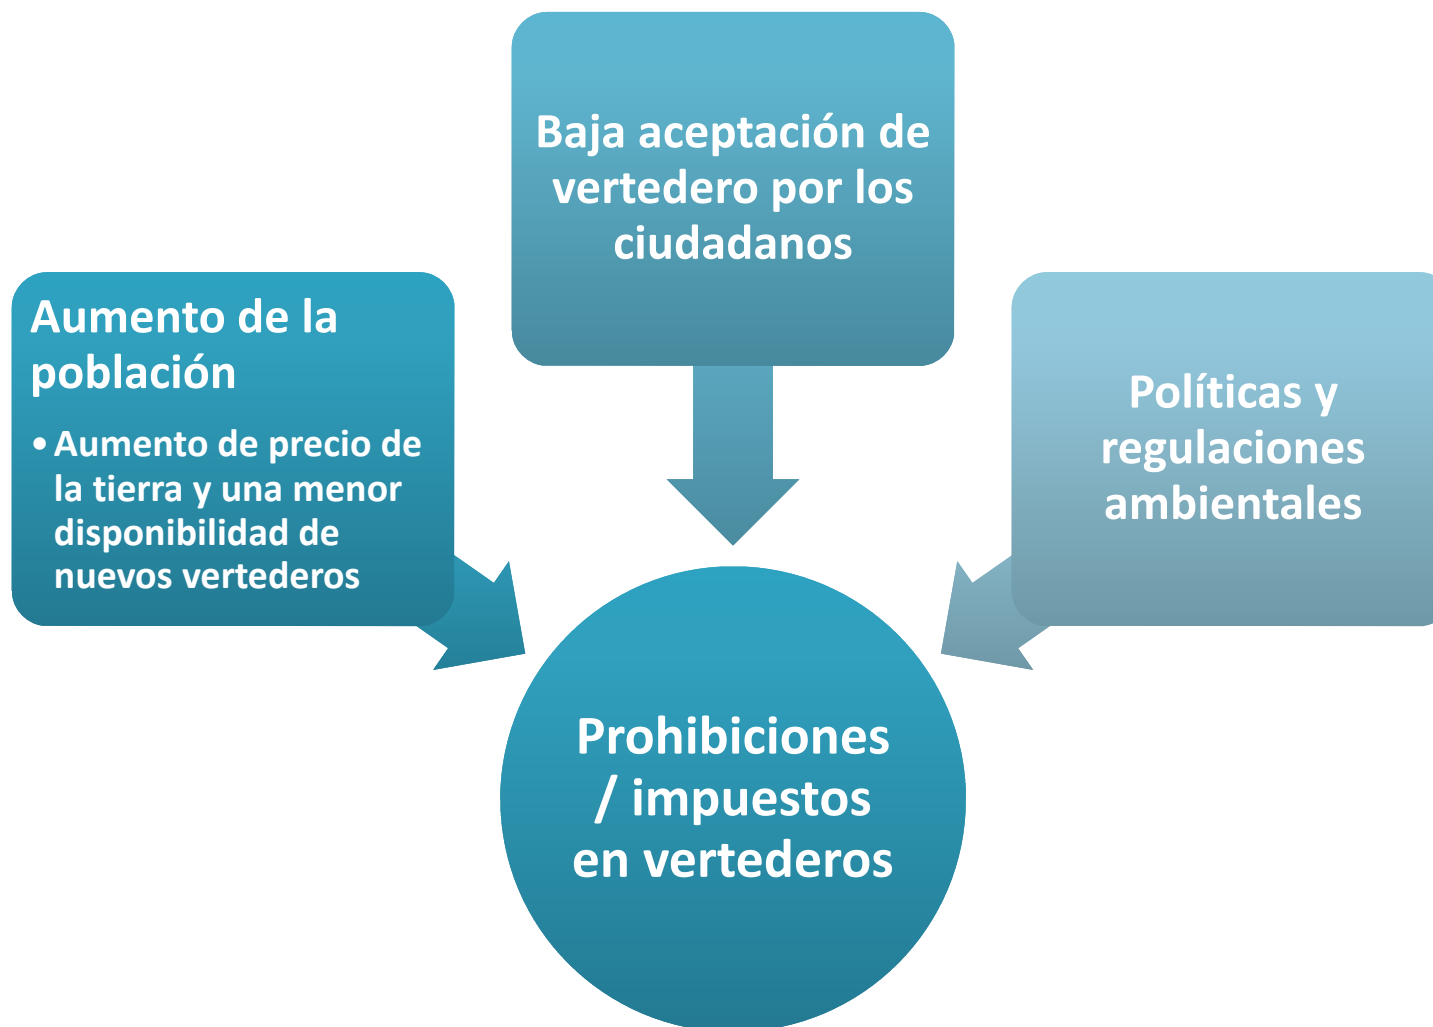 Baja aceptación de
vertedero por los
ciudadanos
Aumento de la
población
• Aumento de precio de
la tierra y una menor
disponibilidad de
nuevos vertederos
Políticas y
regulaciones
ambientales
Prohibiciones
/ impuestos
en vertederos